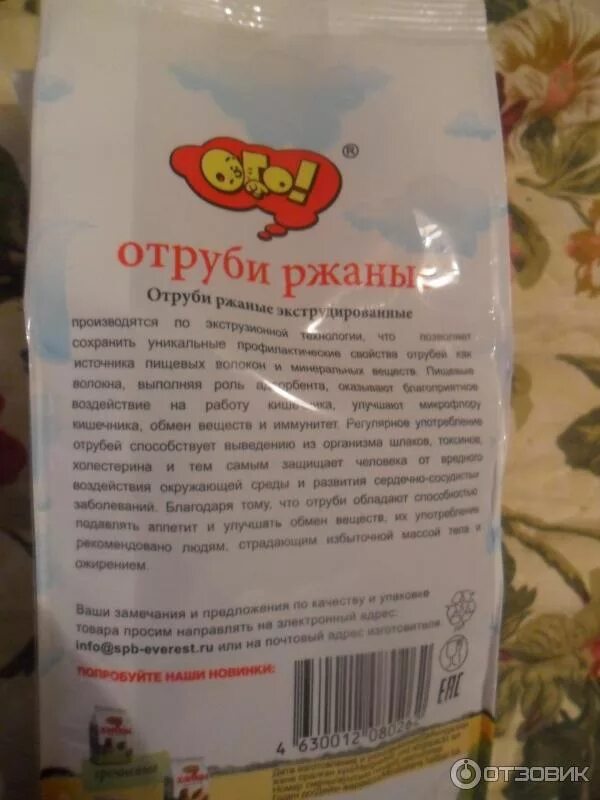 Ого!
®
отруби ржаные
Отруби ржаные экструдированные
производятся по экструзионной технологии, что позволяет
сохранить уникальные профилактические свойства отрубей как
источника пищевых волокон и минеральных веществ. Пищевые
волокна, выполняя роль адсорбента, оказывают благоприятное
воздействие на работу кишечника, улучшают микрофлору
кишечника, обмен веществ и иммунитет. Регулярное употребление
отрубей способствует выведению из организма шлаков, токсинов,
холестерина и тем самым защищает человека от вредного
воздействия окружающей среды и развития сердечно-сосудистых
заболеваний. Благодаря тому, что отруби обладают способностью
подавлять аппетит и улучшать обмен веществ, их употребление
рекомендовано людям, страдающим избыточной массой тела и
ожирением.
Ваши замечания и предложения по качеству и упаковке
товара просим направлять на электронный адрес:
info@spb-everest.ru или на почтовый адрес изготовителя.
ПОПРОБУЙТЕ НАШИ НОВИНКИ:
EAC
4 630012 08026
Дата изготовления и
ОТЗОВИК